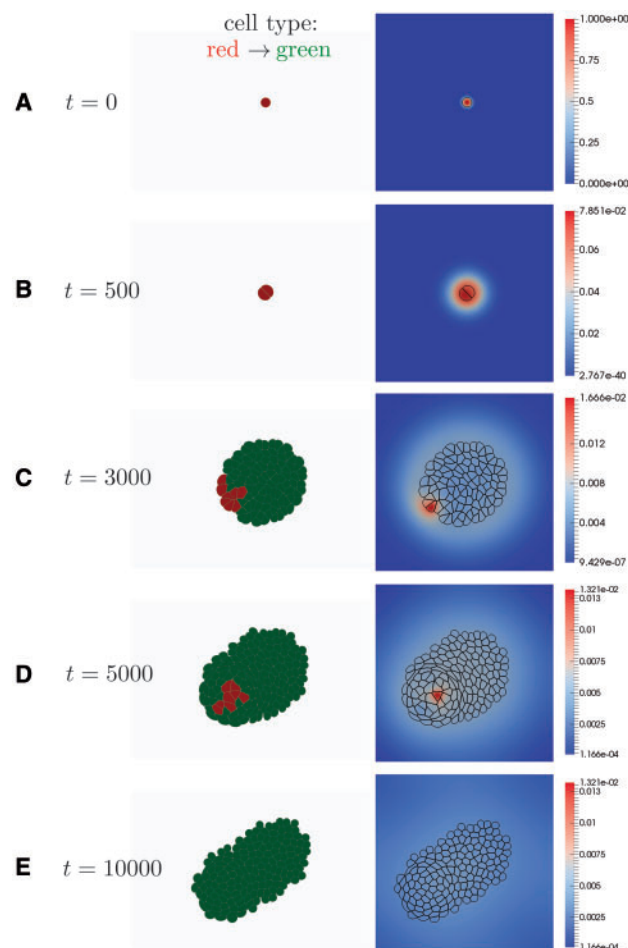 cell type:
red → green
A t = 0
1.000e+00
0.75
0.5
0.25
0.000e+00
B t = 500
7.851e-02
0.06
0.04
0.02
2.767e-40
C t = 3000
1.666e-02
0.012
0.008
0.004
9.429e-07
D t = 5000
1.321e-02
0.013
0.01
0.0075
0.005
0.0025
1.166e-04
E t = 10000
1.321e-02
0.013
0.01
0.0075
0.005
0.0025
1.166e-04